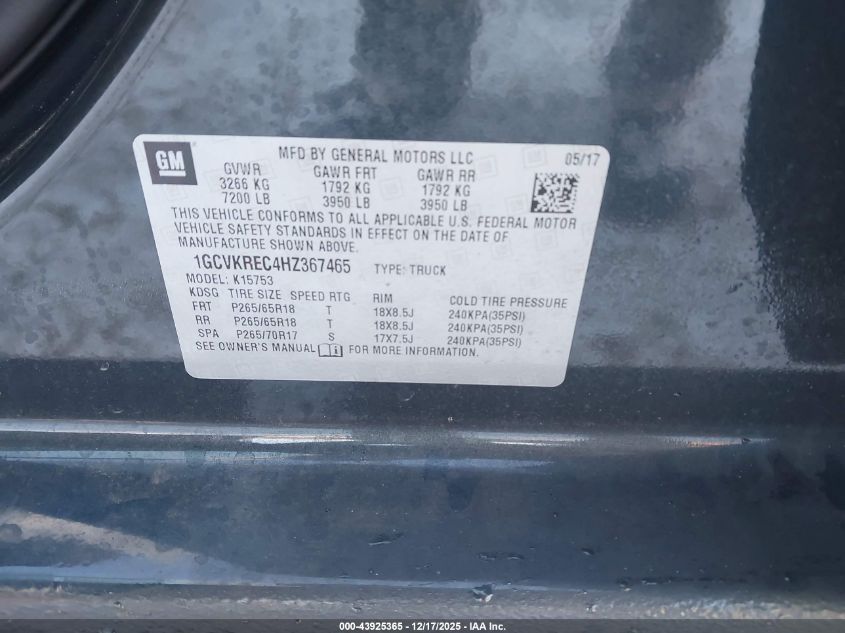 GM
MFD BY GENERAL MOTORS LLC 05/17
GVWR GAWR FRT GAWR RR
3266 KG 1792 KG 1792 KG
7200 LB 3950 LB 3950 LB
THIS VEHICLE CONFORMS TO ALL APPLICABLE U.S. FEDERAL MOTOR
VEHICLE SAFETY STANDARDS IN EFFECT ON THE DATE OF
MANUFACTURE SHOWN ABOVE.
1GCVKREC4HZ367465 TYPE: TRUCK
MODEL: K15753
KDSG TIRE SIZE SPEED RTG RIM COLD TIRE PRESSURE
FRT P265/65R18 T 18X8.5J 240KPA(35PSI)
RR P265/65R18 T 18X8.5J 240KPA(35PSI)
SPA P265/70R17 S 17X7.5J 240KPA(35PSI)
SEE OWNER'S MANUAL FOR MORE INFORMATION.
000-43925365 - 12/17/2025 - IAA Inc.